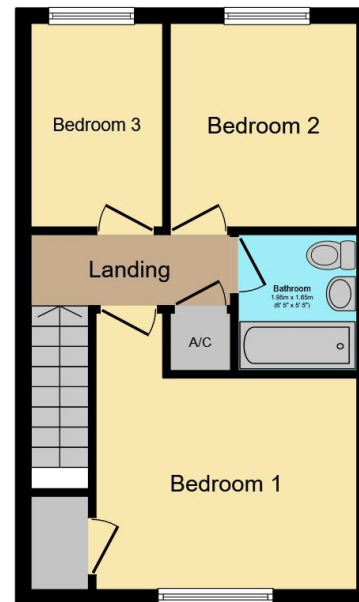 Bedroom 3
Bedroom 2
Landing
Bathroom
1.95m x 1.65m
(6' 5" x 5' 5")
A/C
Bedroom 1